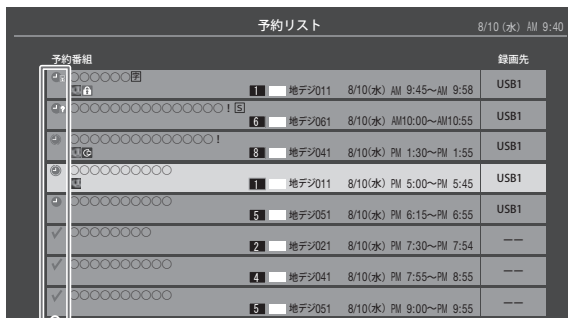 予約リスト 8/10(水) AM 9:40
予約番組 録画先
○○○○○○字
1 地デジ011 8/10(水) AM 9:45〜AM 9:58 USB1
○○○○○○○○○○○○○○○!S
6 地デジ061 8/10(水) AM10:00〜AM10:55 USB1
○○○○○○○○○○○○○○!
8 地デジ041 8/10(水) PM 1:30〜PM 1:55 USB1
○○○○○○○○○○
1 地デジ011 8/10(水) PM 5:00〜PM 5:45 USB1
○○○○○○○○○○
5 地デジ051 8/10(水) PM 6:15〜PM 6:55 USB1
○○○○○○○○
2 地デジ021 8/10(水) PM 7:30〜PM 7:54 −−
○○○○○○○○○○
4 地デジ041 8/10(水) PM 7:55〜PM 8:55 −−
○○○○○○○○○○
5 地デジ051 8/10(水) PM 9:00〜PM 9:55 −−